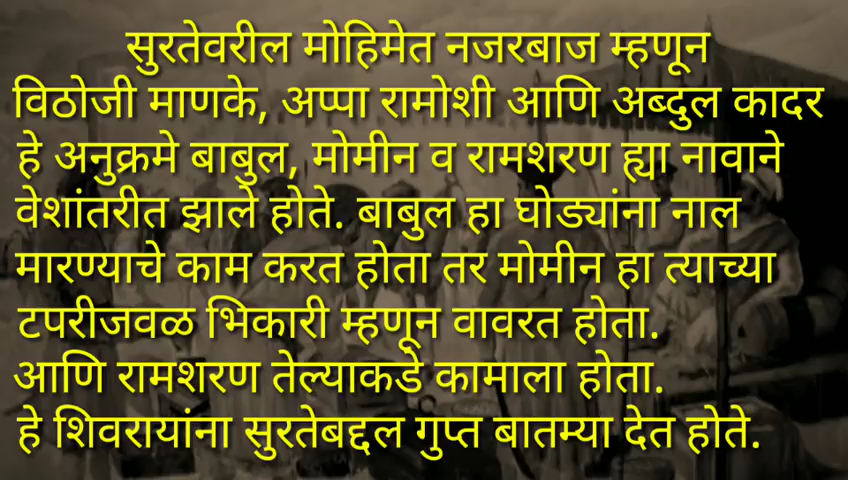 सुरतेवरील मोहिमेत नजरबाज म्हणून
विठोजी माणके, अप्पा रामोशी आणि अब्दुल कादर
हे अनुक्रमे बाबुल, मोमीन व रामशरण ह्या नावाने
वेशांतरीत झाले होते. बाबुल हा घोड्यांना नाल
मारण्याचे काम करत होता तर मोमीन हा त्याच्या
टपरीजवळ भिकारी म्हणून वावरत होता.
आणि रामशरण तेल्याकडे कामाला होता.
हे शिवरायांना सुरतेबद्दल गुप्त बातम्या देत होते.